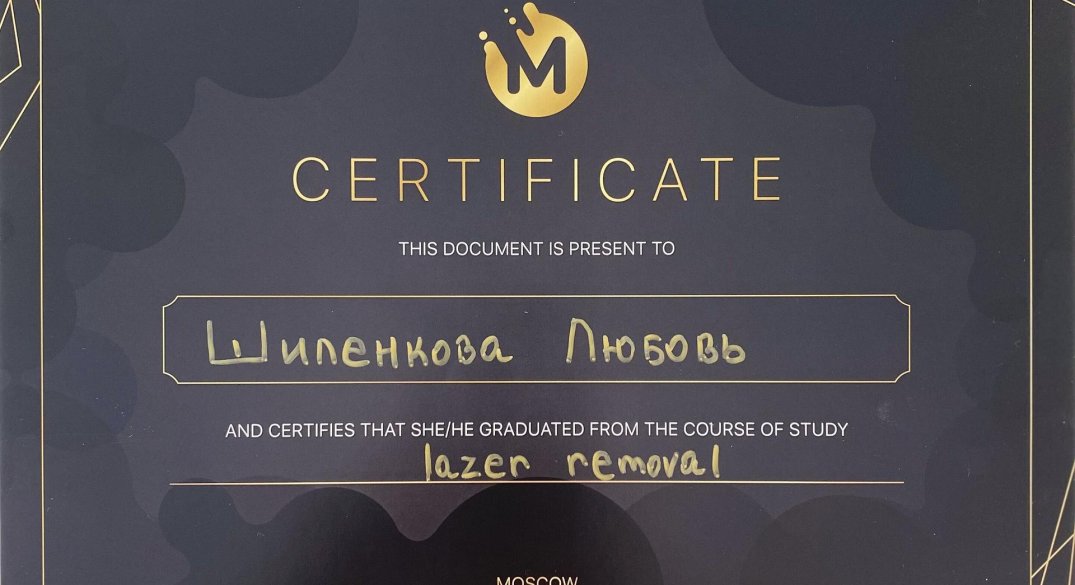 M
CERTIFICATE
THIS DOCUMENT IS PRESENT TO
Шипенкова Любовь
AND CERTIFIES THAT SHE/HE GRADUATED FROM THE COURSE OF STUDY
lazer removal
MOSCOW